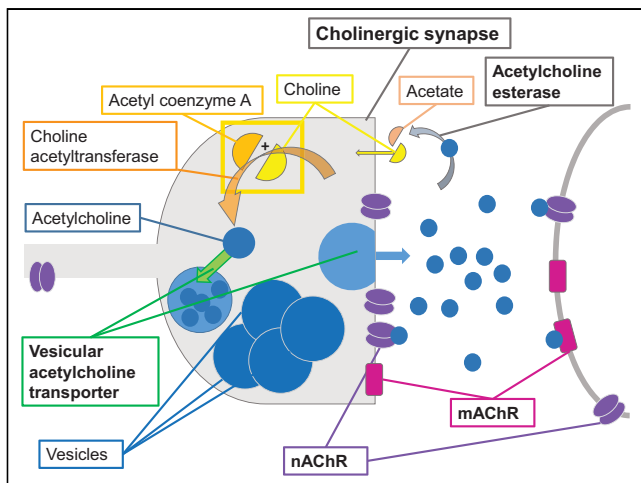 Cholinergic synapse
Acetyl coenzyme A
Choline
Acetate
Acetylcholine
esterase
+
Choline
acetyltransferase
Acetylcholine
Vesicular
acetylcholine
transporter
mAChR
Vesicles
nAChR